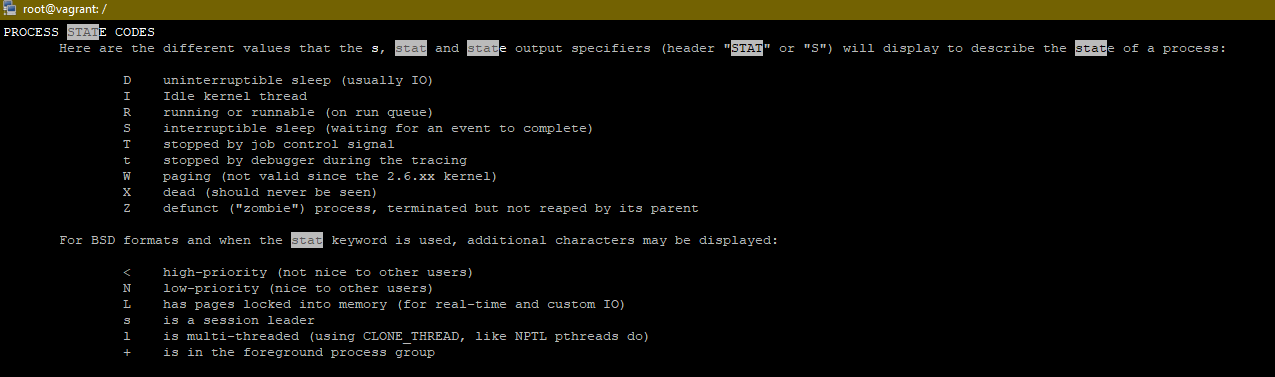 root@vagrant: /
PROCESS STATE CODES
Here are the different values that the s, stat and state output specifiers (header "STAT" or "S") will display to describe the state of a process:
D    uninterruptible sleep (usually IO)
I    Idle kernel thread
R    running or runnable (on run queue)
S    interruptible sleep (waiting for an event to complete)
T    stopped by job control signal
t    stopped by debugger during the tracing
W    paging (not valid since the 2.6.xx kernel)
X    dead (should never be seen)
Z    defunct ("zombie") process, terminated but not reaped by its parent
For BSD formats and when the stat keyword is used, additional characters may be displayed:
<    high-priority (not nice to other users)
N    low-priority (nice to other users)
L    has pages locked into memory (for real-time and custom IO)
s    is a session leader
l    is multi-threaded (using CLONE_THREAD, like NPTL pthreads do)
+    is in the foreground process group